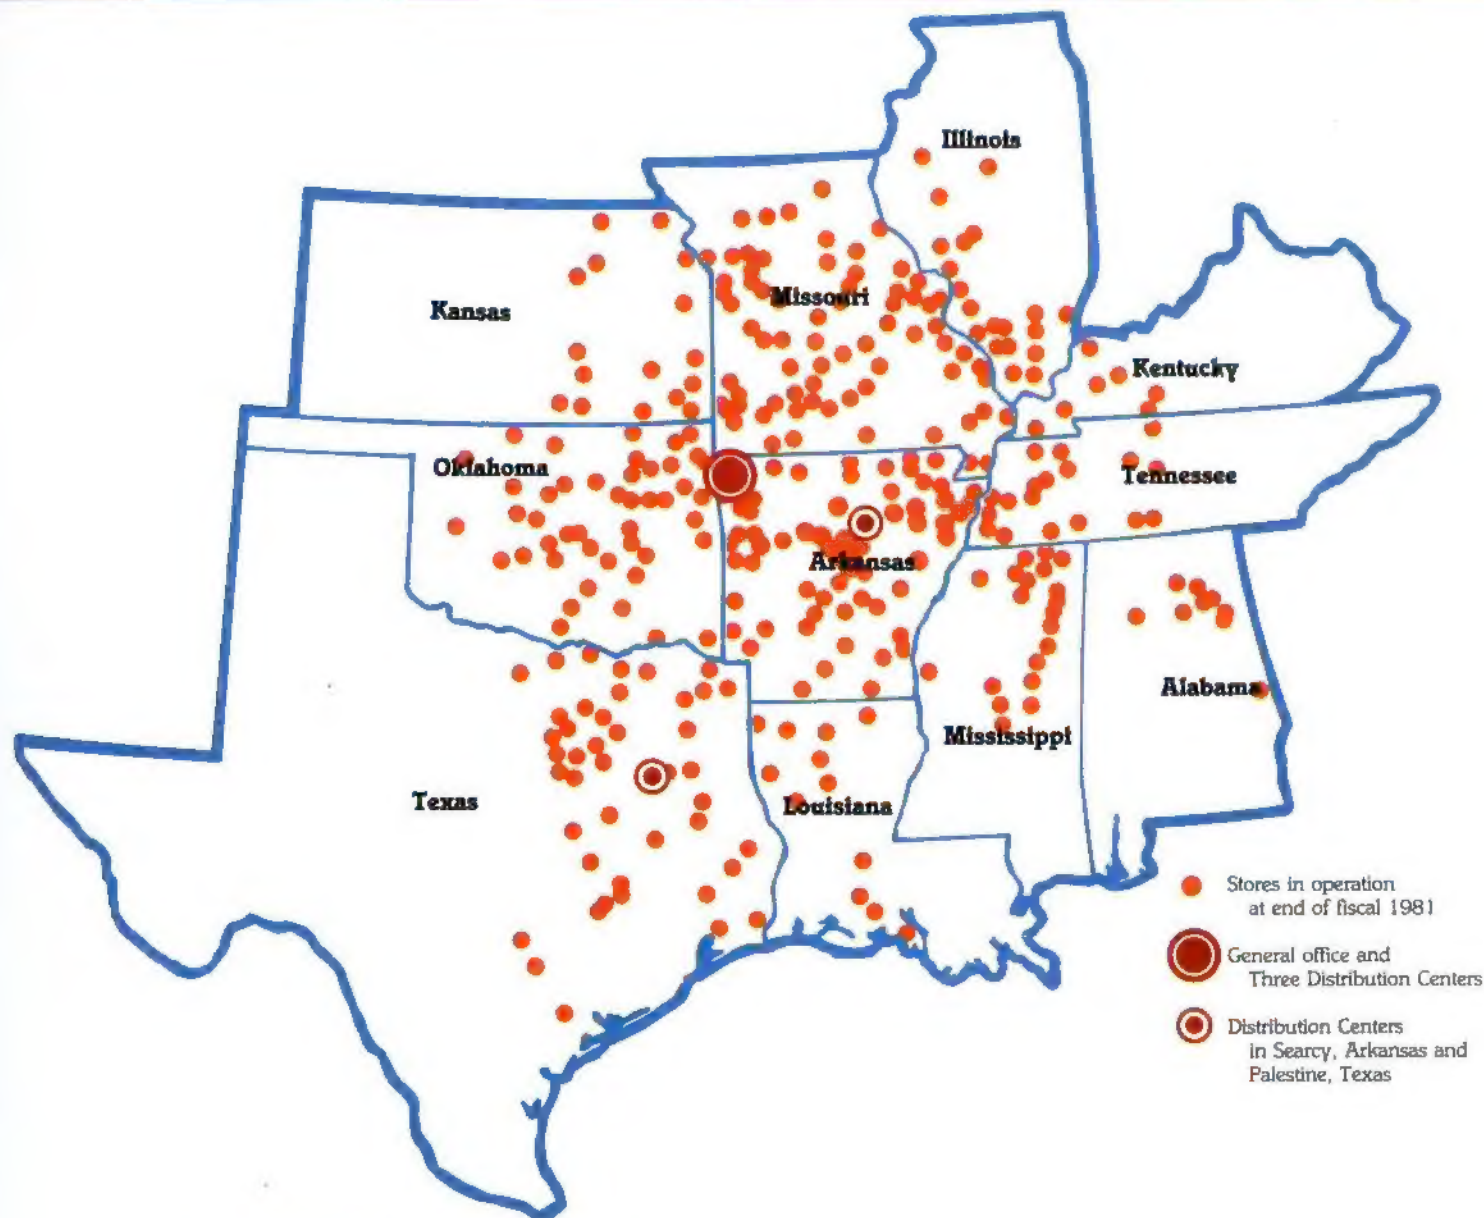 Illinois
Kansas
Missouri
Kentucky
Oklahoma
Tennessee
Arkansas
Alabama
Mississippi
Texas
Louisiana
Stores in operation
at end of fiscal 1981
General office and
Three Distribution Centers
Distribution Centers
in Searcy, Arkansas and
Palestine, Texas